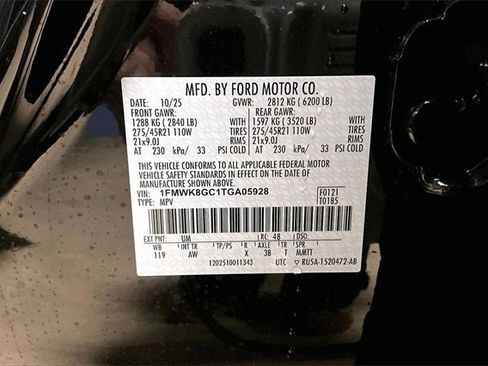 MFD. BY FORD MOTOR CO.
DATE: 10/25 GVWR: 2812 KG ( 6200 LB)
FRONT GAWR: REAR GAWR:
1288 KG ( 2840 LB) WITH 1597 KG ( 3520 LB) WITH
275/45R21 110W TIRES 275/45R21 110W TIRES
21x9.0J RIMS 21x9.0J RIMS
AT 230 kPa/ 33 PSI COLD AT 230 kPa/ 33 PSI COLD
THIS VEHICLE CONFORMS TO ALL APPLICABLE FEDERAL MOTOR
VEHICLE SAFETY STANDARDS IN EFFECT ON THE DATE OF
MANUFACTURE SHOWN ABOVE.
VIN: 1FMWK8GC1TGA05928 F0121
TYPE: MPV T0185
EXT PNT: UM RC: 48 DSO:
WB INT TR TP/PS R AXLE TR SPR
119 AW X 38 T MMTT
1202510011343 UTC ▽ RU5A-1520472-AB